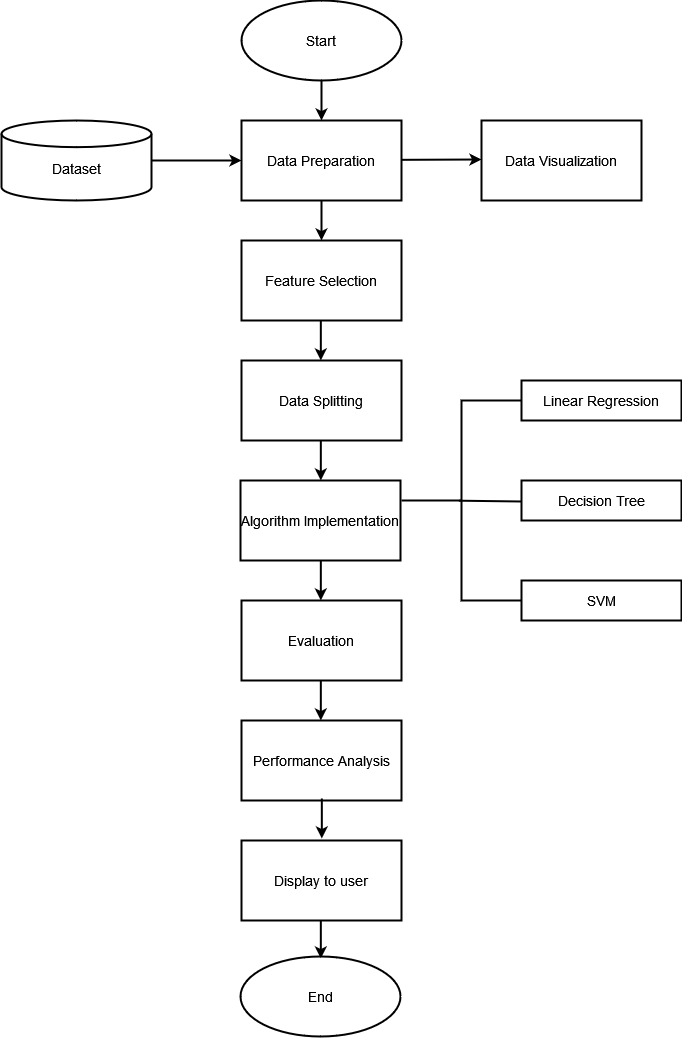 Start
Dataset
Data Preparation
Data Visualization
Feature Selection
Data Splitting
Linear Regression
Algorithm Implementation
Decision Tree
SVM
Evaluation
Performance Analysis
Display to user
End